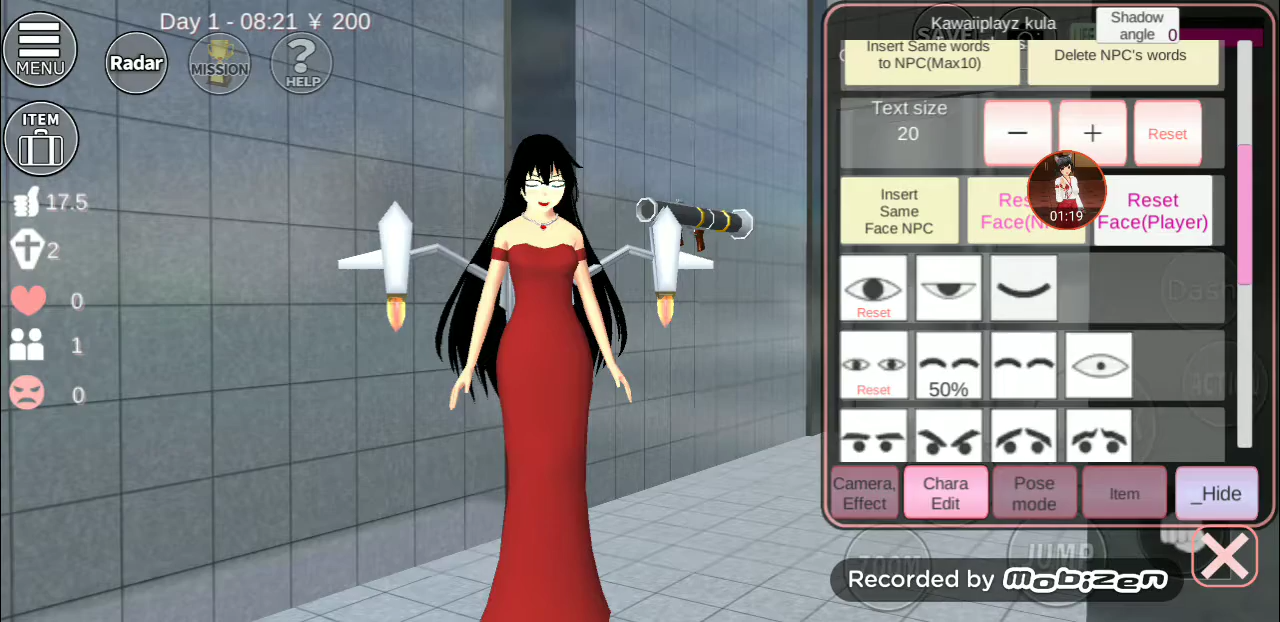 Day 1 - 08:21 ¥ 200
MENU
Radar
MISSION
?
HELP
ITEM
17.5
2
0
1
0
Kawaiiplayz kula
Shadow
angle 0
Insert Same words
to NPC(Max10)
Delete NPC's words
Text size
20
−
+
Reset
Insert
Same
Face NPC
01:19
Reset
Face(Player)
Reset
Reset
50%
Camera,
Effect
Chara
Edit
Pose
mode
Item
_Hide
ZOOM
JUMP
Recorded by mobizen